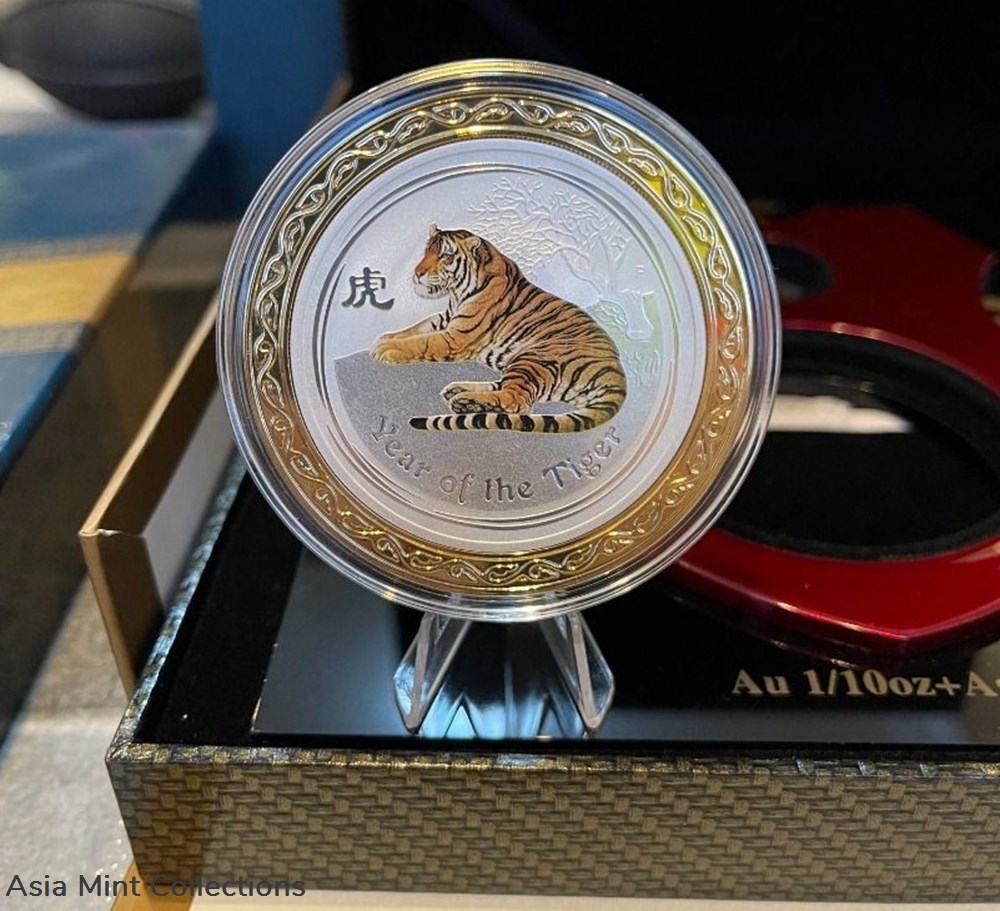 虎
Year of the Tiger
Au 1/10oz+A
Asia Mint Collections